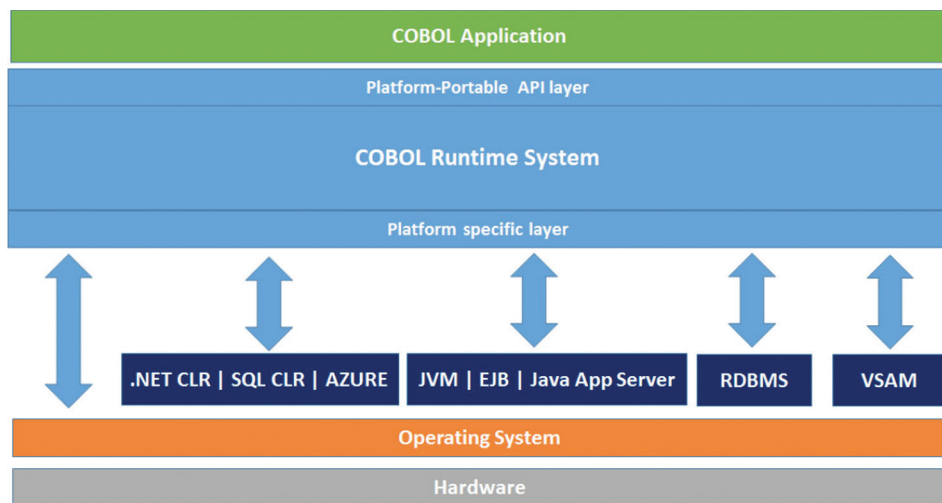 COBOL Application
Platform-Portable API layer
COBOL Runtime System
Platform specific layer
.NET CLR | SQL CLR | AZURE
JVM | EJB | Java App Server
RDBMS
VSAM
Operating System
Hardware